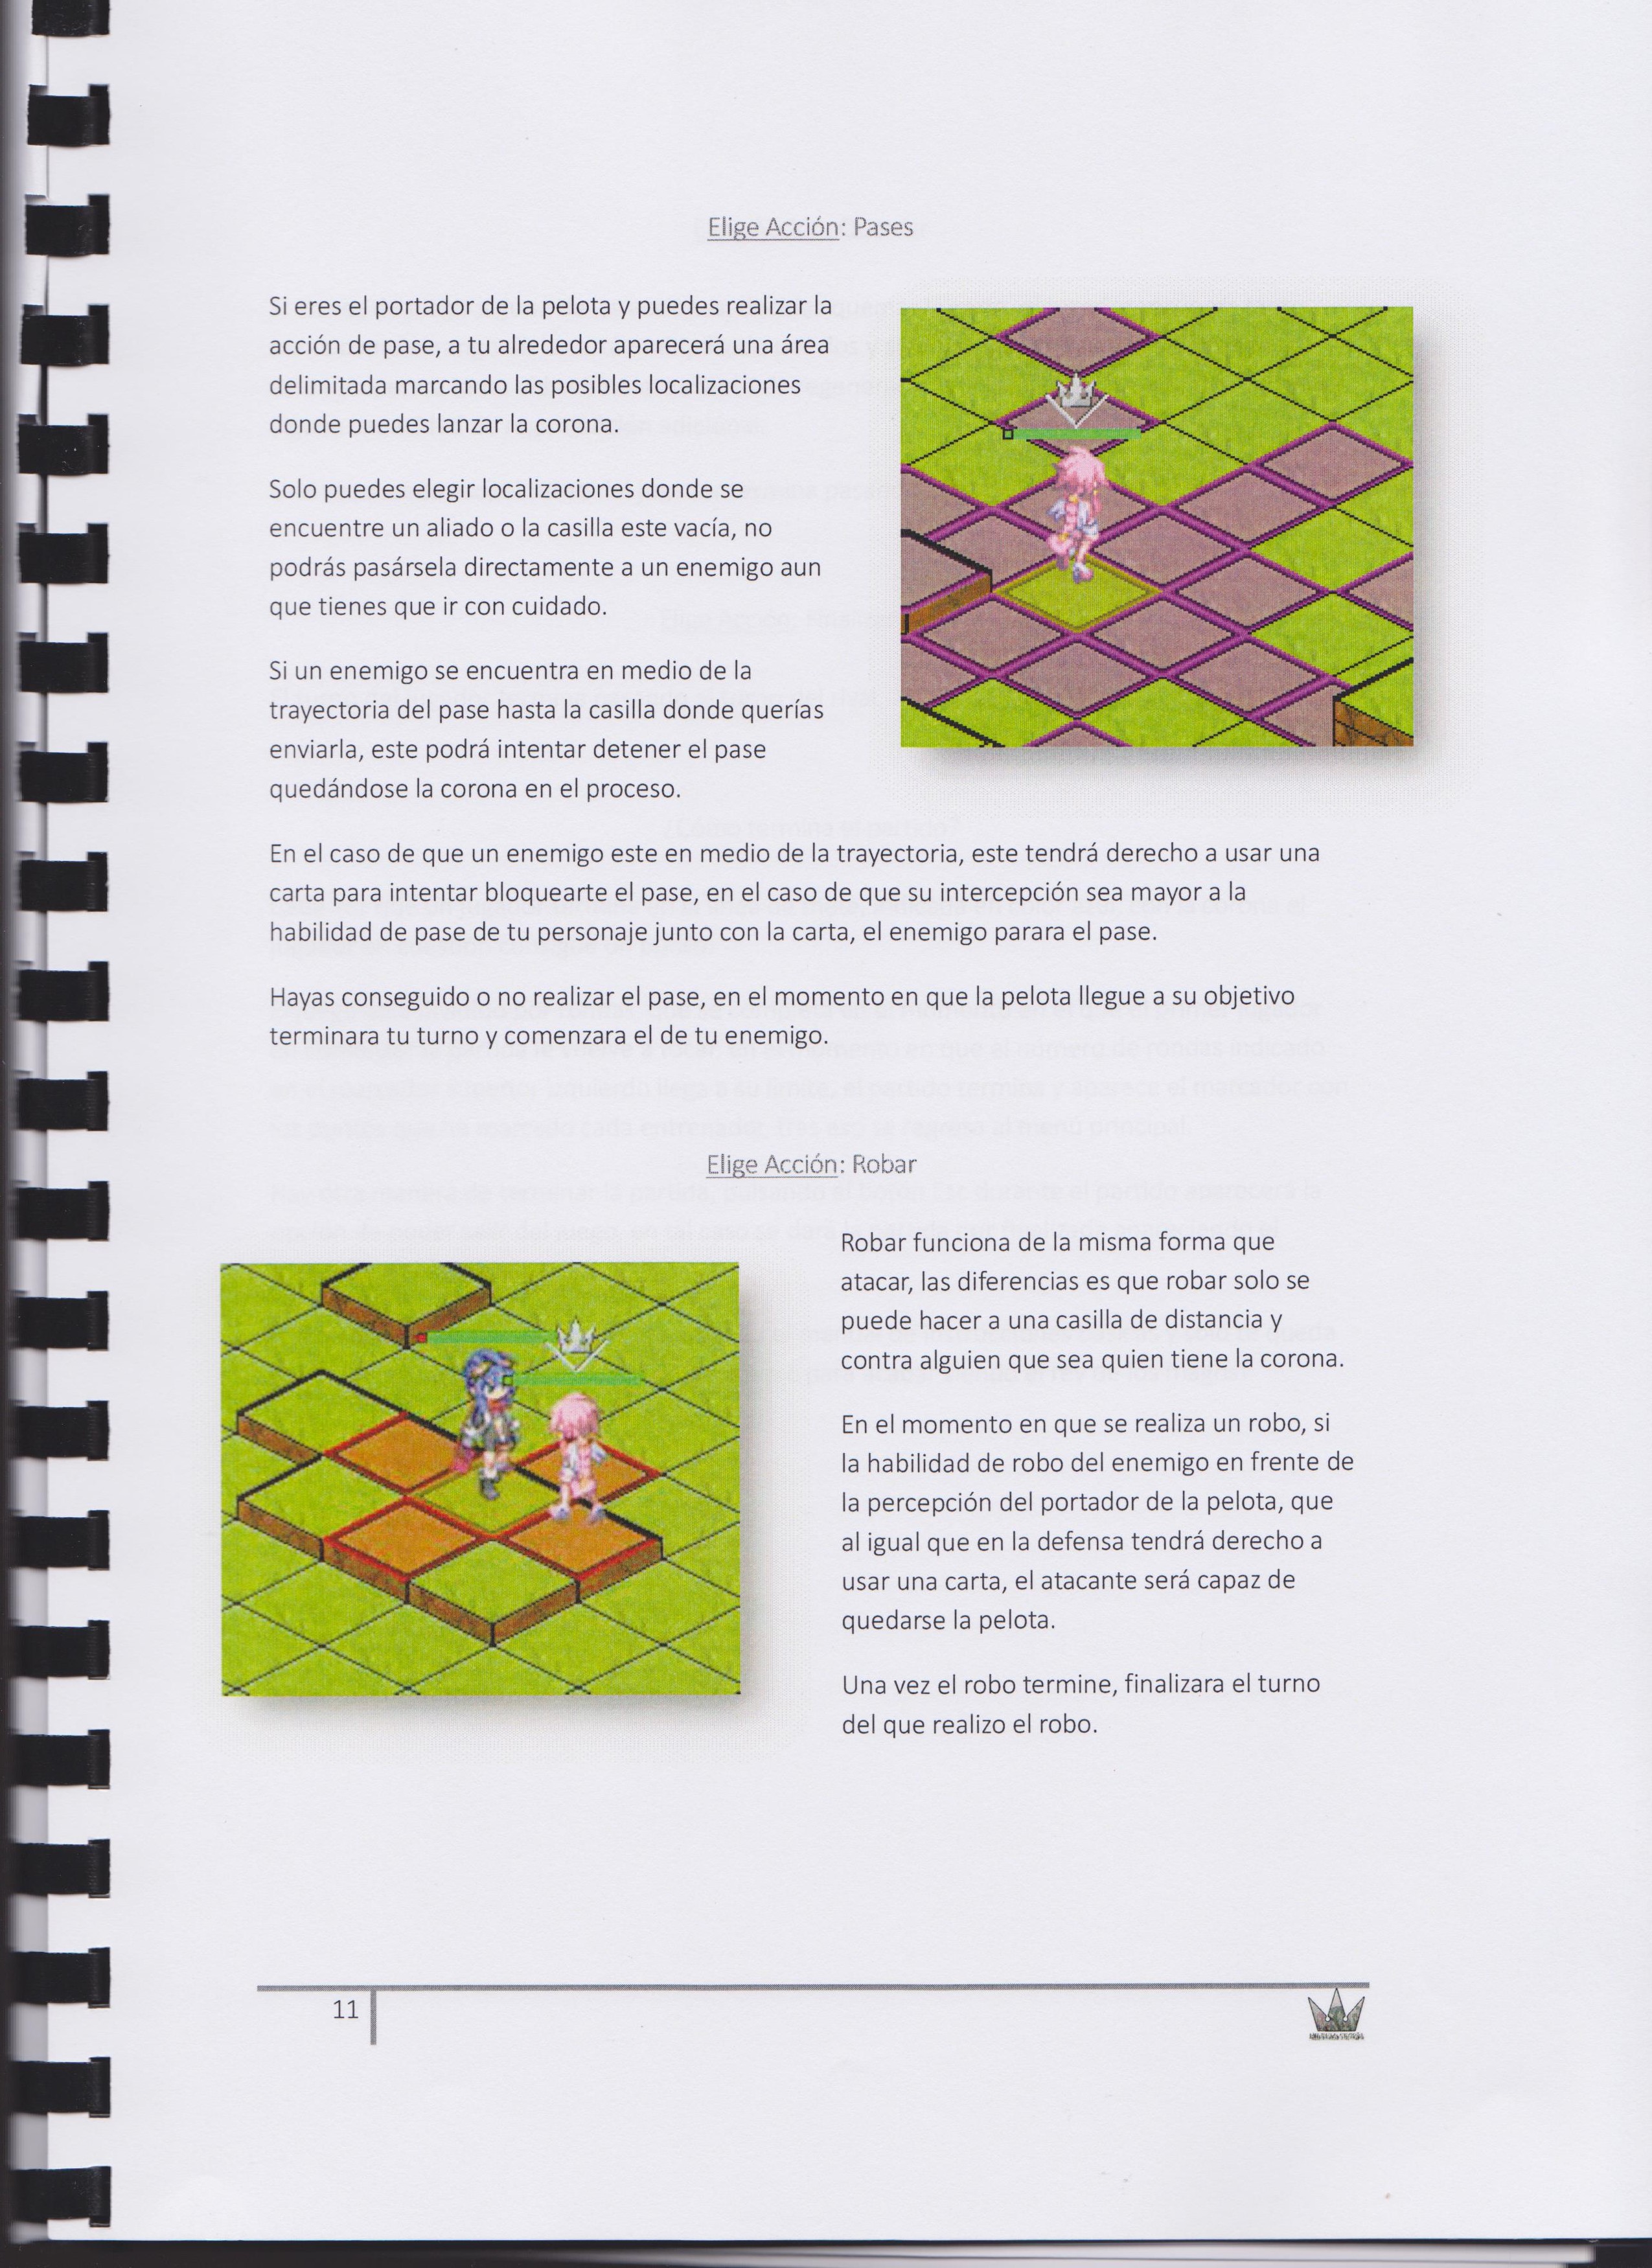 Elige Acción: Pases
Si eres el portador de la pelota y puedes realizar la
acción de pase, a tu alrededor aparecerá una área
delimitada marcando las posibles localizaciones
donde puedes lanzar la corona.
Solo puedes elegir localizaciones donde se
encuentre un aliado o la casilla este vacía, no
podrás pasársela directamente a un enemigo aun
que tienes que ir con cuidado.
Si un enemigo se encuentra en medio de la
trayectoria del pase hasta la casilla donde querías
enviarla, este podrá intentar detener el pase
quedándose la corona en el proceso.
En el caso de que un enemigo este en medio de la trayectoria, este tendrá derecho a usar una
carta para intentar bloquearte el pase, en el caso de que su intercepción sea mayor a la
habilidad de pase de tu personaje junto con la carta, el enemigo parara el pase.
Hayas conseguido o no realizar el pase, en el momento en que la pelota llegue a su objetivo
terminara tu turno y comenzara el de tu enemigo.
Elige Acción: Robar
Robar funciona de la misma forma que
atacar, las diferencias es que robar solo se
puede hacer a una casilla de distancia y
contra alguien que sea quien tiene la corona.
En el momento en que se realiza un robo, si
la habilidad de robo del enemigo en frente de
la percepción del portador de la pelota, que
al igual que en la defensa tendrá derecho a
usar una carta, el atacante será capaz de
quedarse la pelota.
Una vez el robo termine, finalizara el turno
del que realizo el robo.
11